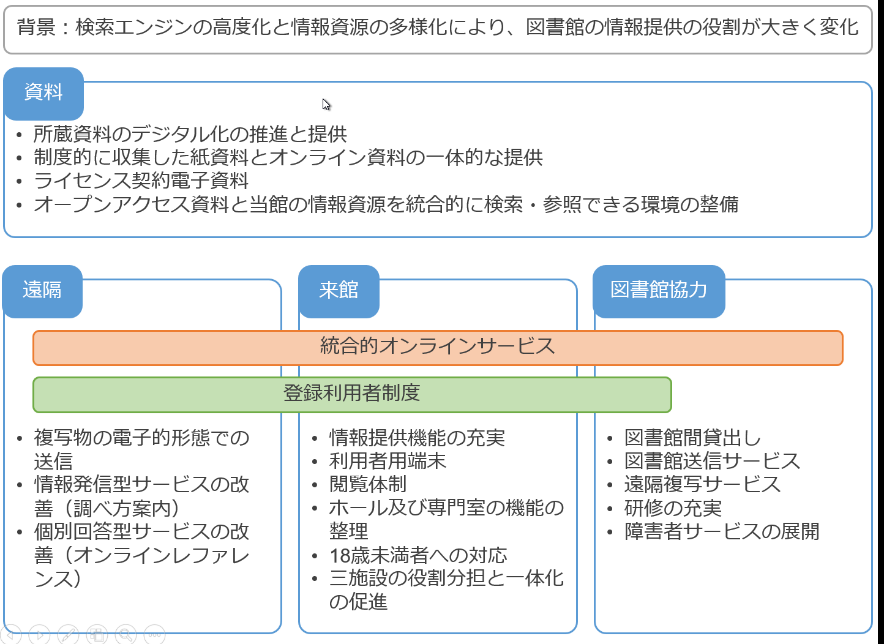 背景：検索エンジンの高度化と情報資源の多様化により、図書館の情報提供の役割が大きく変化
資料
• 所蔵資料のデジタル化の推進と提供
• 制度的に収集した紙資料とオンライン資料の一体的な提供
• ライセンス契約電子資料
• オープンアクセス資料と当館の情報資源を統合的に検索・参照できる環境の整備
遠隔
来館
図書館協力
統合的オンラインサービス
登録利用者制度
• 複写物の電子的形態での
送信
• 情報発信型サービスの改
善（調べ方案内）
• 個別回答型サービスの改
善（オンラインレファレ
ンス）
• 情報提供機能の充実
• 利用者用端末
• 閲覧体制
• ホール及び専門室の機能の
整理
• 18歳未満者への対応
• 三施設の役割分担と一体化
の促進
• 図書館間貸出し
• 図書館送信サービス
• 遠隔複写サービス
• 研修の充実
• 障害者サービスの展開